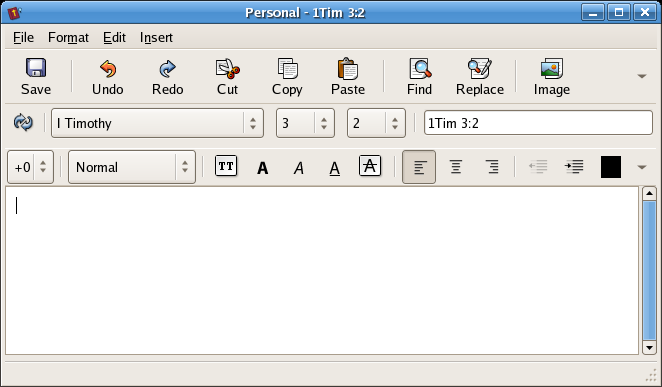 Personal - 1Tim 3:2
File Format Edit Insert
Save Undo Redo Cut Copy Paste Find Replace Image
I Timothy 3 2 1Tim 3:2
+0 Normal TT A A A A